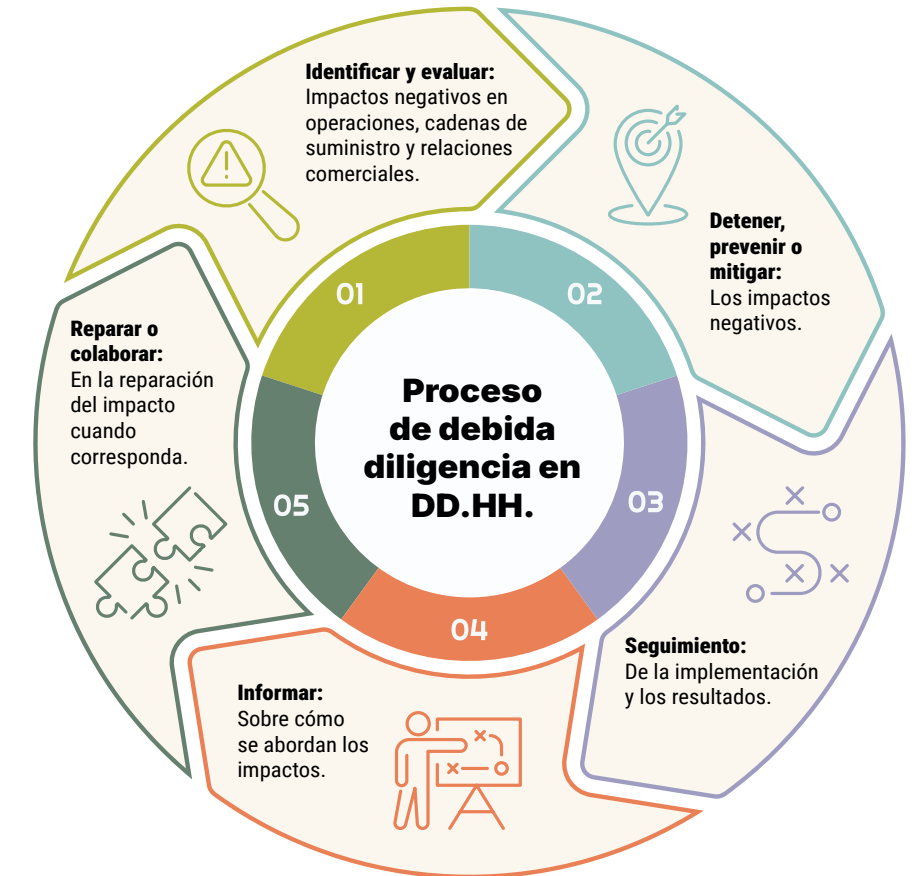 Identificar y evaluar:
Impactos negativos en
operaciones, cadenas de
suministro y relaciones
comerciales.
Detener,
prevenir o
mitigar:
Los impactos
negativos.
Reparar o
colaborar:
En la reparación
del impacto
cuando
corresponda.
01
02
03
04
05
Proceso
de debida
diligencia en
DD.HH.
Seguimiento:
De la implementación
y los resultados.
Informar:
Sobre cómo
se abordan los
impactos.